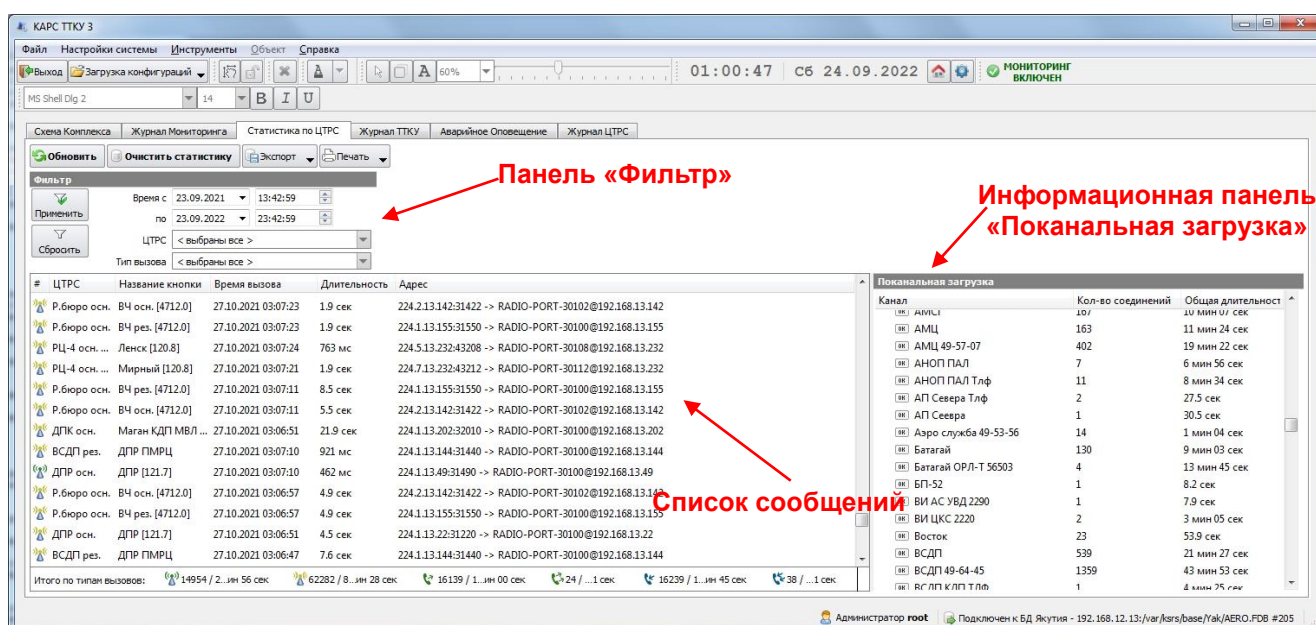 КАРС ТТКУ 3
Файл Настройки системы Инструменты Объект Справка
Выход Загрузка конфигураций 60% 01:00:47 Сб 24.09.2022 МОНИТОРИНГ ВКЛЮЧЕН
MS Shell Dlg 2 14 B I U
Схема Комплекса Журнал Мониторинга Статистика по ЦТРС Журнал ТТКУ Аварийное Оповещение Журнал ЦТРС
Обновить Очистить статистику Экспорт Печать
Панель «Фильтр»
Фильтр
Применить Время с 23.09.2021 13:42:59
по 23.09.2022 23:42:59
Сбросить ЦТРС < выбраны все >
Тип вызова < выбраны все >
Информационная панель
«Поканальная загрузка»
# ЦТРС Название кнопки Время вызова Длительность Адрес
Р.бюро осн. ВЧ осн. [4712.0] 27.10.2021 03:07:23 1.9 сек 224.2.13.142:31422 -> RADIO-PORT-30102@192.168.13.142
Р.бюро осн. ВЧ рез. [4712.0] 27.10.2021 03:07:23 1.9 сек 224.1.13.155:31550 -> RADIO-PORT-30100@192.168.13.155
РЦ-4 осн. ... Ленск [120.8] 27.10.2021 03:07:24 763 мс 224.5.13.232:43208 -> RADIO-PORT-30108@192.168.13.232
РЦ-4 осн. ... Мирный [120.8] 27.10.2021 03:07:21 1.9 сек 224.7.13.232:43212 -> RADIO-PORT-30112@192.168.13.232
Р.бюро осн. ВЧ рез. [4712.0] 27.10.2021 03:07:11 8.5 сек 224.1.13.155:31550 -> RADIO-PORT-30100@192.168.13.155
Р.бюро осн. ВЧ осн. [4712.0] 27.10.2021 03:07:11 5.5 сек 224.2.13.142:31422 -> RADIO-PORT-30102@192.168.13.142
ДПК осн. Маган КДП МВЛ ... 27.10.2021 03:06:51 21.9 сек 224.1.13.202:32010 -> RADIO-PORT-30100@192.168.13.202
ВСДП рез. ДПР ПМРЦ 27.10.2021 03:07:10 921 мс 224.1.13.144:31440 -> RADIO-PORT-30100@192.168.13.144
ДПР осн. ДПР [121.7] 27.10.2021 03:07:10 462 мс 224.1.13.49:31490 -> RADIO-PORT-30100@192.168.13.49
Р.бюро осн. ВЧ осн. [4712.0] 27.10.2021 03:06:57 4.9 сек 224.2.13.142:31422 -> RADIO-PORT-30102@192.168.13.142
Р.бюро осн. ВЧ рез. [4712.0] 27.10.2021 03:06:57 4.9 сек 224.1.13.155:31550 -> RADIO-PORT-30100@192.168.13.155
ДПР осн. ДПР [121.7] 27.10.2021 03:06:51 4.5 сек 224.1.13.22:31220 -> RADIO-PORT-30100@192.168.13.22
ВСДП рез. ДПР ПМРЦ 27.10.2021 03:06:47 7.6 сек 224.1.13.144:31440 -> RADIO-PORT-30100@192.168.13.144
Список сообщений
Итого по типам вызовов: 14954 / 2...ин 56 сек 62282 / 8...ин 28 сек 16139 / 1...ин 00 сек 24 / ...1 сек 16239 / 1...ин 45 сек 38 / ...1 сек
Поканальная загрузка
Канал Кол-во соединений Общая длительност
167 10 мин 07 сек
АМЦ 163 11 мин 24 сек
АМЦ 49-57-07 402 19 мин 22 сек
АНОП ПАЛ 7 6 мин 56 сек
АНОП ПАЛ Тлф 11 8 мин 34 сек
АП Севера Тлф 2 27.5 сек
АП Сеевра 1 30.5 сек
Аэро служба 49-53-56 14 1 мин 04 сек
Батагай 130 9 мин 03 сек
Батагай ОРЛ-Т 56503 4 13 мин 45 сек
БП-52 1 8.2 сек
ВИ АС УВД 2290 1 7.9 сек
ВИ ЦКС 2220 2 3 мин 05 сек
Восток 23 53.9 сек
ВСДП 539 21 мин 27 сек
ВСДП 49-64-45 1359 43 мин 53 сек
ВСДП КДП ТЛФ 1 4 мин 25 сек
Администратор root Подключен к БД Якутия - 192.168.12.13:/var/ksrs/base/Yak/AERO.FDB #205